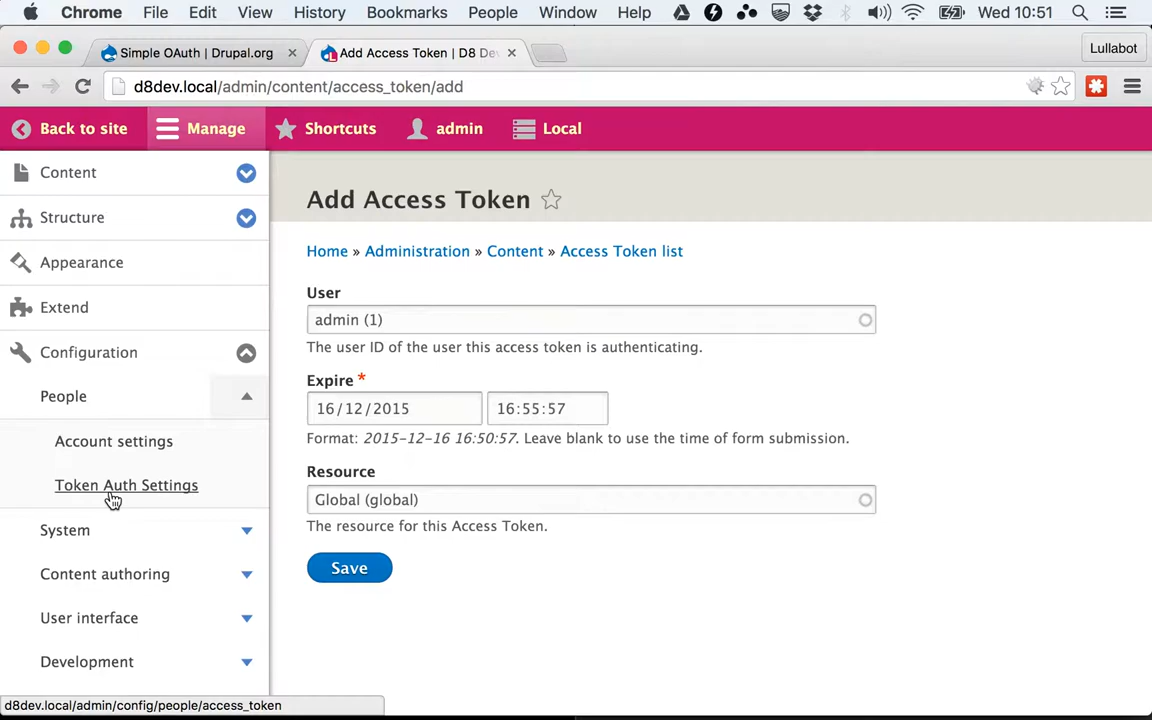 Chrome File Edit View History Bookmarks People Window Help Wed 10:51
Simple OAuth | Drupal.org × Add Access Token | D8 De × Lullabot
d8dev.local/admin/content/access_token/add
Back to site Manage Shortcuts admin Local
Content
Structure
Appearance
Extend
Configuration
People
Account settings
Token Auth Settings
System
Content authoring
User interface
Development
Add Access Token
Home » Administration » Content » Access Token list
User
admin (1)
The user ID of the user this access token is authenticating.
Expire *
16/12/2015 16:55:57
Format: 2015-12-16 16:50:57. Leave blank to use the time of form submission.
Resource
Global (global)
The resource for this Access Token.
Save
d8dev.local/admin/config/people/access_token